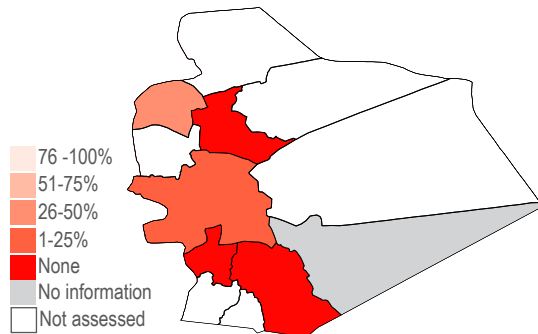 76 -100%
51-75%
26-50%
1-25%
None
No information
Not assessed